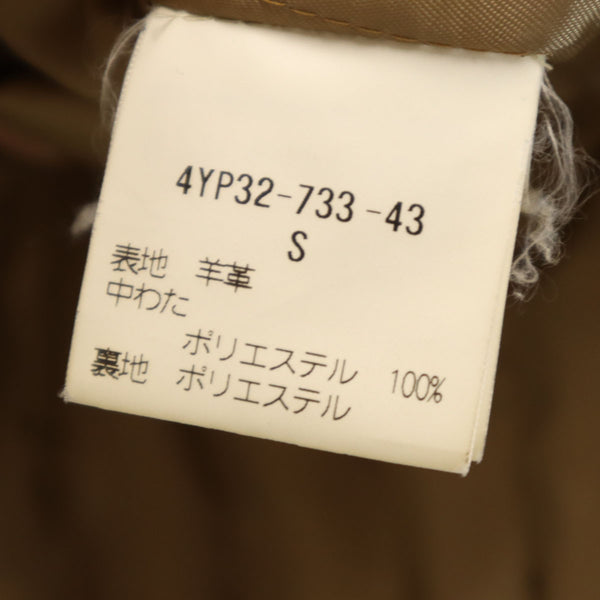 4YP32-733-43
S
表地 羊革
中わた
ポリエステル 100%
裏地 ポリエステル